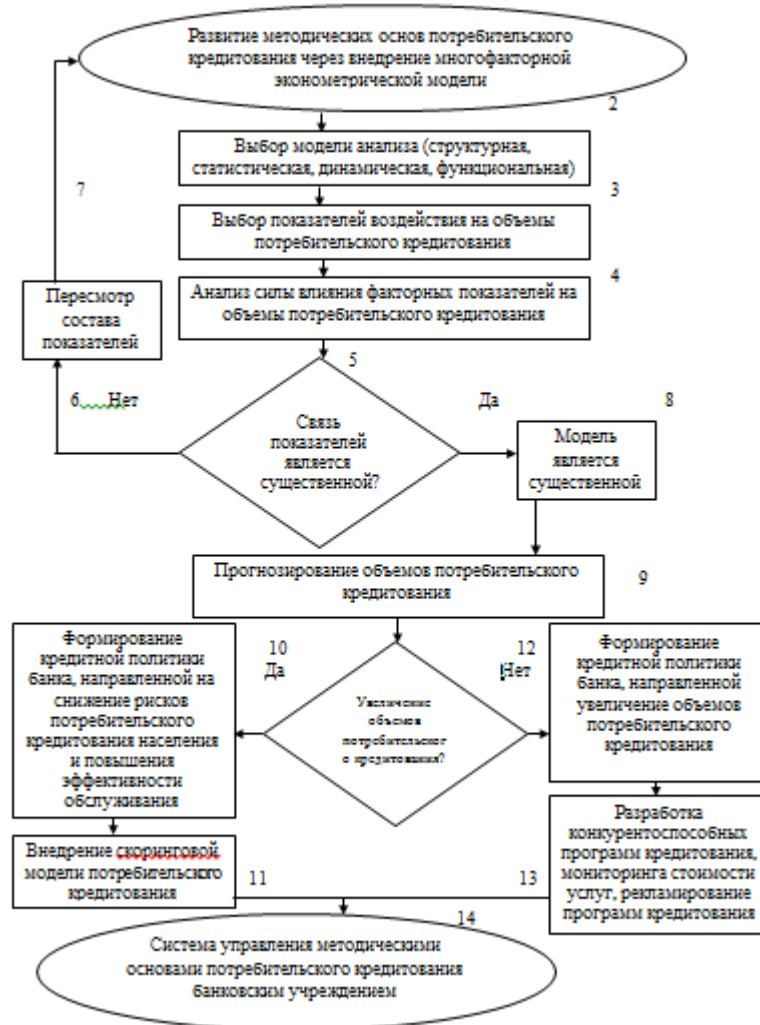 Развитие методических основ потребительского
кредитования через внедрение многофакторной
эконометрической модели
2
Выбор модели анализа (структурная,
статистическая, динамическая, функциональная)
7
3
Выбор показателей воздействия на объемы
потребительского кредитования
4
Анализ силы влияния факторных показателей на
объемы потребительского кредитования
Пересмотр
состава
показателей
5
6 Нет
Да
8
Связь
показателей
является
существенной?
Модель
является
существенной
Прогнозирование объемов потребительского
кредитования
9
Формирование
кредитной политики
банка, направленной на
снижение рисков
потребительского
кредитования населения
и повышения
эффективности
обслуживания
10
Да
12
Нет
Увеличение
объемов
потребительског
о кредитования?
Формирование
кредитной политики
банка, направленной
увеличение объемов
потребительского
кредитования
Внедрение скоринговой
модели потребительского
кредитования
11
13
Разработка
конкурентоспособных
программ кредитования,
мониторинга стоимости
услуг, рекламирование
программ кредитования
14
Система управления методическими
основами потребительского кредитования
банковским учреждением